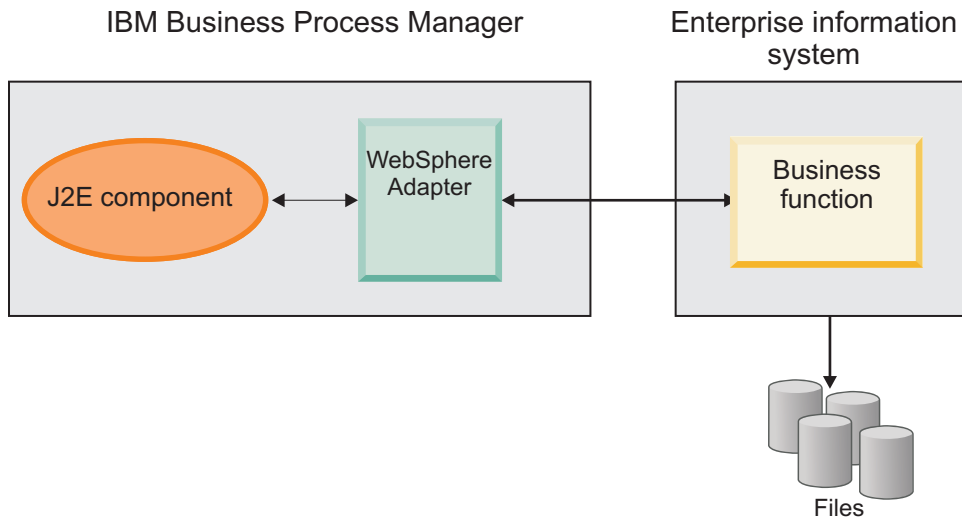 IBM Business Process Manager
Enterprise information
system
J2E component
WebSphere
Adapter
Business
function
Files